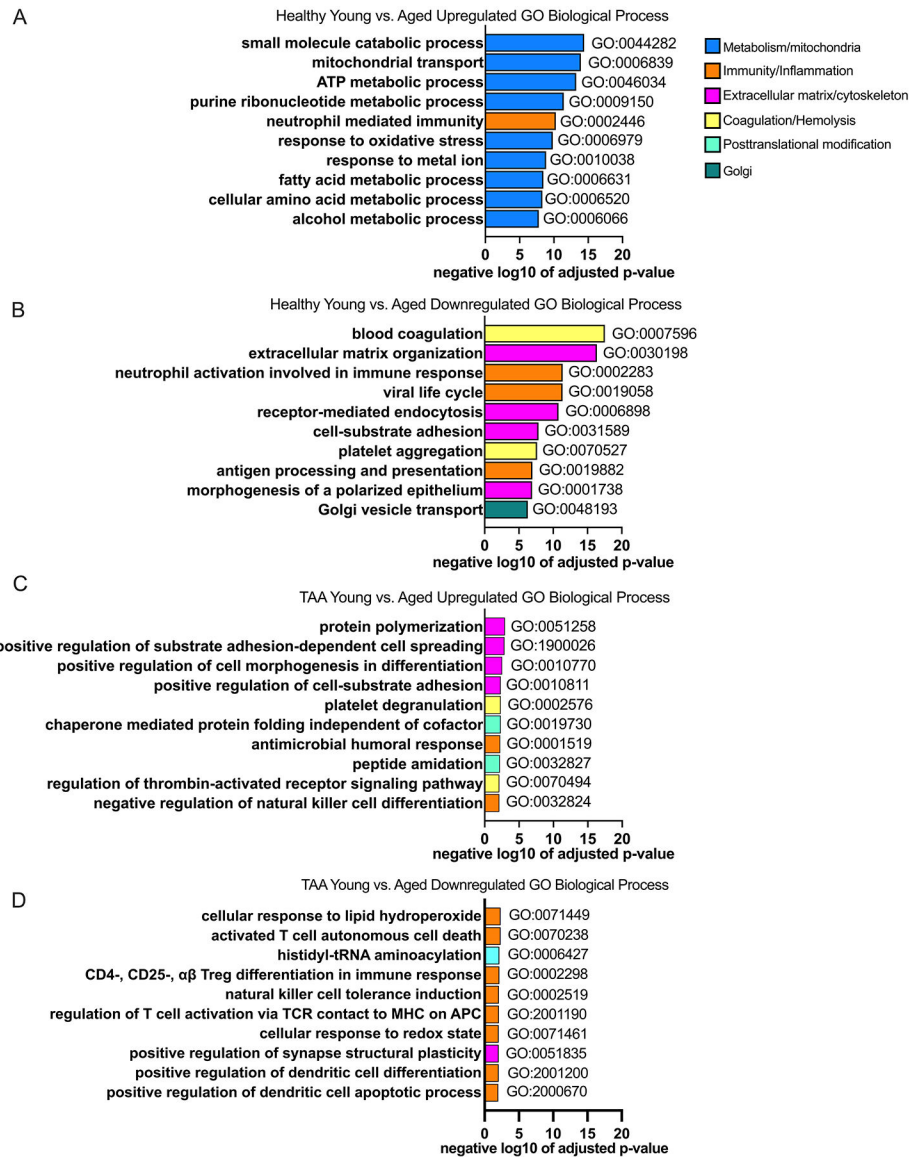 A
Healthy Young vs. Aged Upregulated GO Biological Process
small molecule catabolic process GO:0044282
mitochondrial transport GO:0006839
ATP metabolic process GO:0046034
purine ribonucleotide metabolic process GO:0009150
neutrophil mediated immunity GO:0002446
response to oxidative stress GO:0006979
response to metal ion GO:0010038
fatty acid metabolic process GO:0006631
cellular amino acid metabolic process GO:0006520
alcohol metabolic process GO:0006066
0 5 10 15 20
negative log10 of adjusted p-value
Metabolism/mitochondria
Immunity/Inflammation
Extracellular matrix/cytoskeleton
Coagulation/Hemolysis
Posttranslational modification
Golgi
B
Healthy Young vs. Aged Downregulated GO Biological Process
blood coagulation GO:0007596
extracellular matrix organization GO:0030198
neutrophil activation involved in immune response GO:0002283
viral life cycle GO:0019058
receptor-mediated endocytosis GO:0006898
cell-substrate adhesion GO:0031589
platelet aggregation GO:0070527
antigen processing and presentation GO:0019882
morphogenesis of a polarized epithelium GO:0001738
Golgi vesicle transport GO:0048193
0 5 10 15 20
negative log10 of adjusted p-value
C
TAA Young vs. Aged Upregulated GO Biological Process
protein polymerization GO:0051258
positive regulation of substrate adhesion-dependent cell spreading GO:1900026
positive regulation of cell morphogenesis in differentiation GO:0010770
positive regulation of cell-substrate adhesion GO:0010811
platelet degranulation GO:0002576
chaperone mediated protein folding independent of cofactor GO:0019730
antimicrobial humoral response GO:0001519
peptide amidation GO:0032827
regulation of thrombin-activated receptor signaling pathway GO:0070494
negative regulation of natural killer cell differentiation GO:0032824
0 5 10 15 20
negative log10 of adjusted p-value
D
TAA Young vs. Aged Downregulated GO Biological Process
cellular response to lipid hydroperoxide GO:0071449
activated T cell autonomous cell death GO:0070238
histidyl-tRNA aminoacylation GO:0006427
CD4-, CD25-, αβ Treg differentiation in immune response GO:0002298
natural killer cell tolerance induction GO:0002519
regulation of T cell activation via TCR contact to MHC on APC GO:2001190
cellular response to redox state GO:0071461
positive regulation of synapse structural plasticity GO:0051835
positive regulation of dendritic cell differentiation GO:2001200
positive regulation of dendritic cell apoptotic process GO:2000670
0 5 10 15 20
negative log10 of adjusted p-value